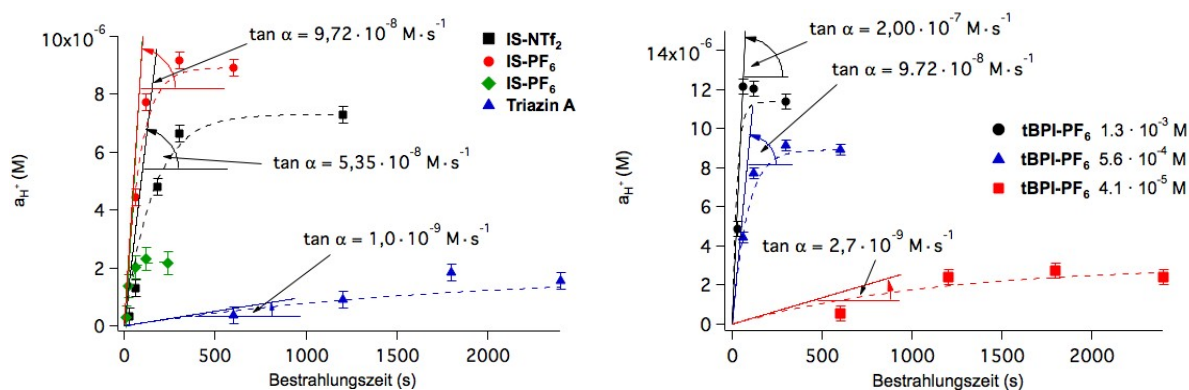 10x10⁻⁶
8
6
4
2
0
a_H⁺ (M)
0 500 1000 1500 2000
Bestrahlungszeit (s)
tan α = 9,72 · 10⁻⁸ M · s⁻¹
tan α = 5,35 · 10⁻⁸ M · s⁻¹
tan α = 1,0 · 10⁻⁹ M · s⁻¹
IS-NTf₂
IS-PF₆
IS-PF₆
Triazin A
14x10⁻⁶
12
10
8
6
4
2
0
a_H⁺ (M)
0 500 1000 1500 2000
Bestrahlungszeit (s)
tan α = 2,00 · 10⁻⁷ M · s⁻¹
tan α = 9.72 · 10⁻⁸ M · s⁻¹
tan α = 2,7 · 10⁻⁹ M · s⁻¹
tBPI-PF₆ 1.3 · 10⁻³ M
tBPI-PF₆ 5.6 · 10⁻⁴ M
tBPI-PF₆ 4.1 · 10⁻⁵ M